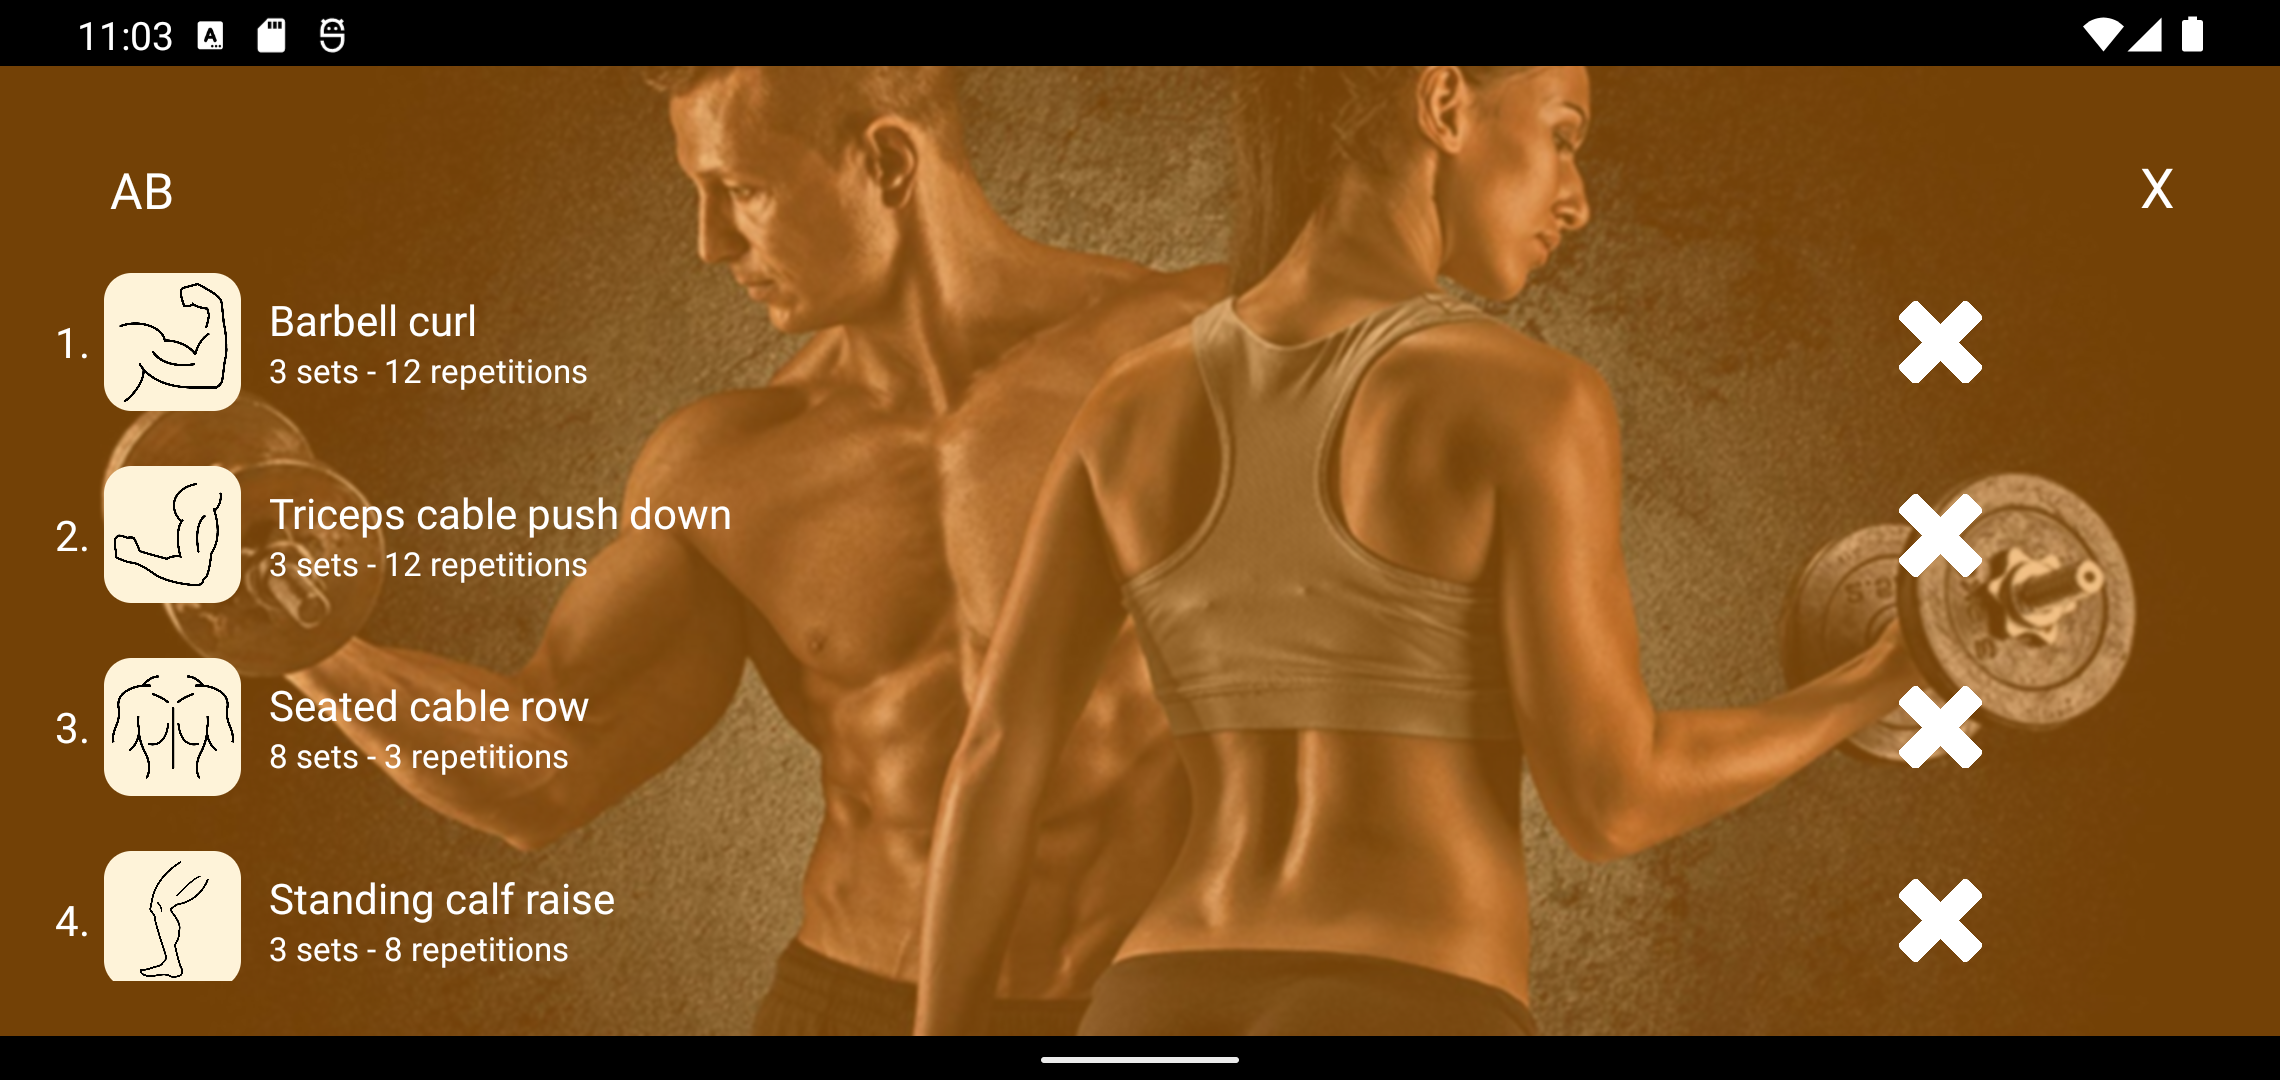 11:03
AB
X
1.
Barbell curl
3 sets - 12 repetitions
2.
Triceps cable push down
3 sets - 12 repetitions
3.
Seated cable row
8 sets - 3 repetitions
4.
Standing calf raise
3 sets - 8 repetitions